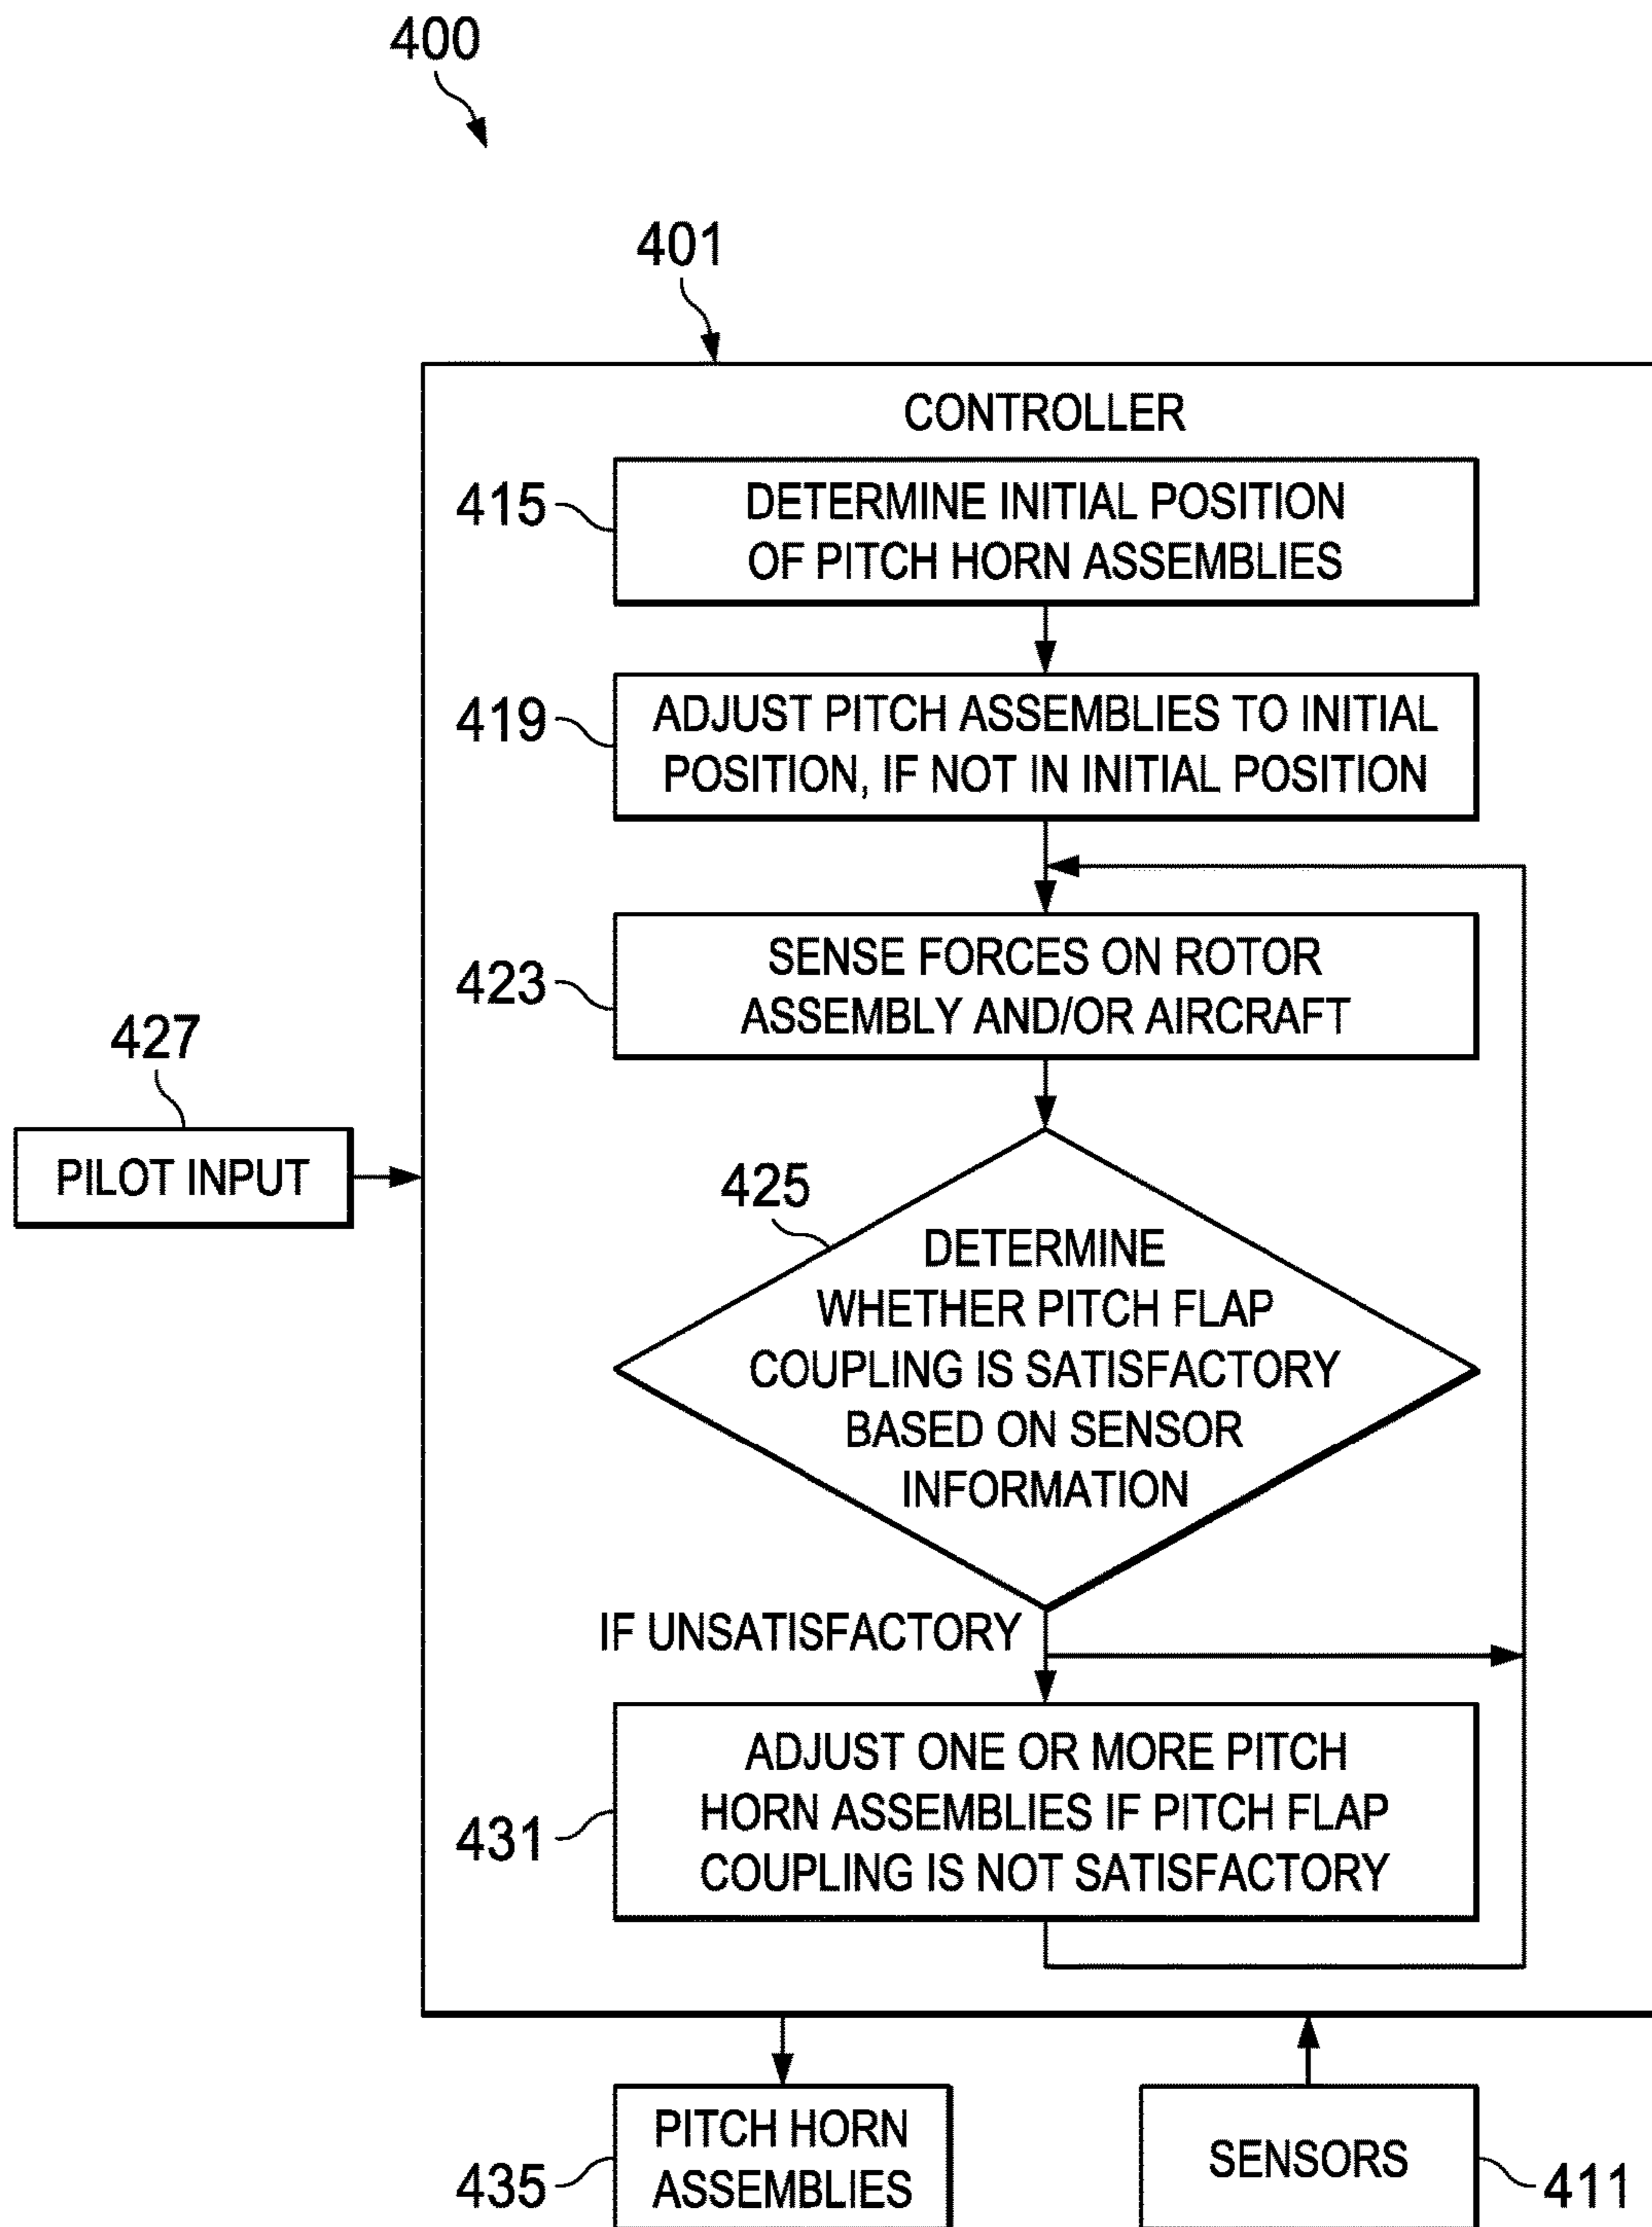 400
401
CONTROLLER
415
DETERMINE INITIAL POSITION
OF PITCH HORN ASSEMBLIES
419
ADJUST PITCH ASSEMBLIES TO INITIAL
POSITION, IF NOT IN INITIAL POSITION
423
SENSE FORCES ON ROTOR
ASSEMBLY AND/OR AIRCRAFT
427
PILOT INPUT
425
DETERMINE
WHETHER PITCH FLAP
COUPLING IS SATISFACTORY
BASED ON SENSOR
INFORMATION
IF UNSATISFACTORY
431
ADJUST ONE OR MORE PITCH
HORN ASSEMBLIES IF PITCH FLAP
COUPLING IS NOT SATISFACTORY
435
PITCH HORN
ASSEMBLIES
SENSORS
411